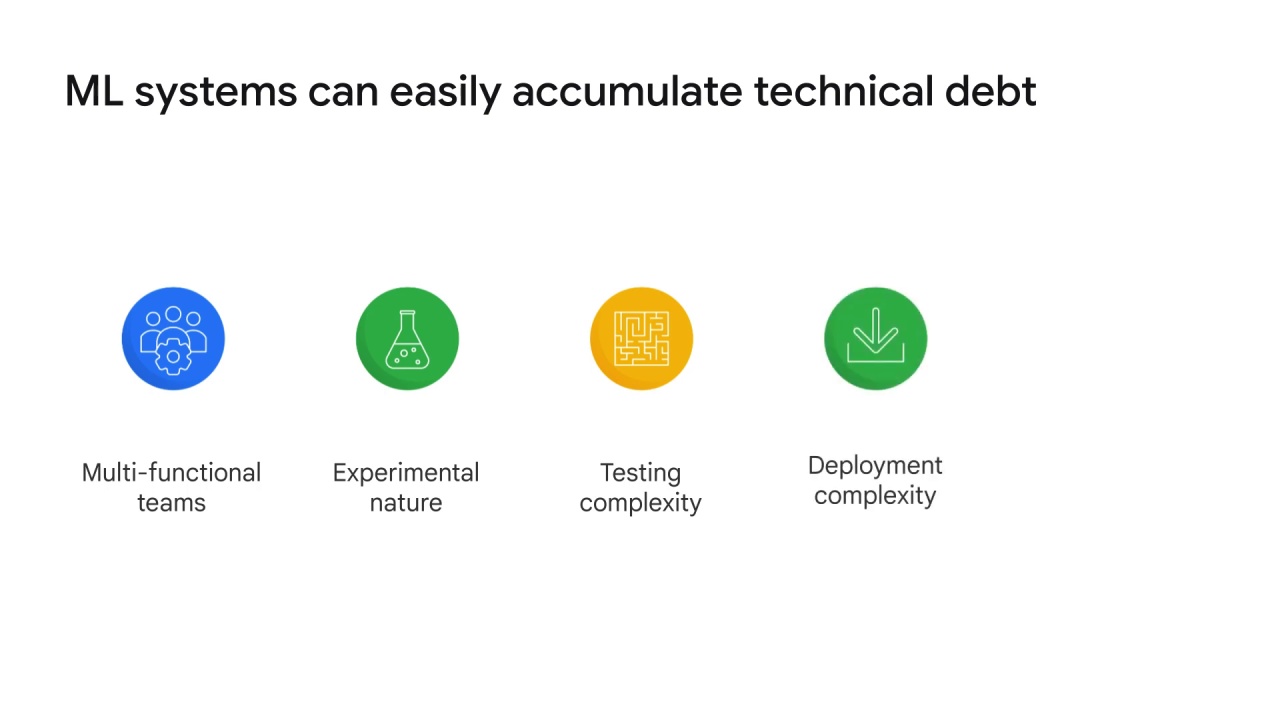 ML systems can easily accumulate technical debt
Multi-functional
teams
Experimental
nature
Testing
complexity
Deployment
complexity